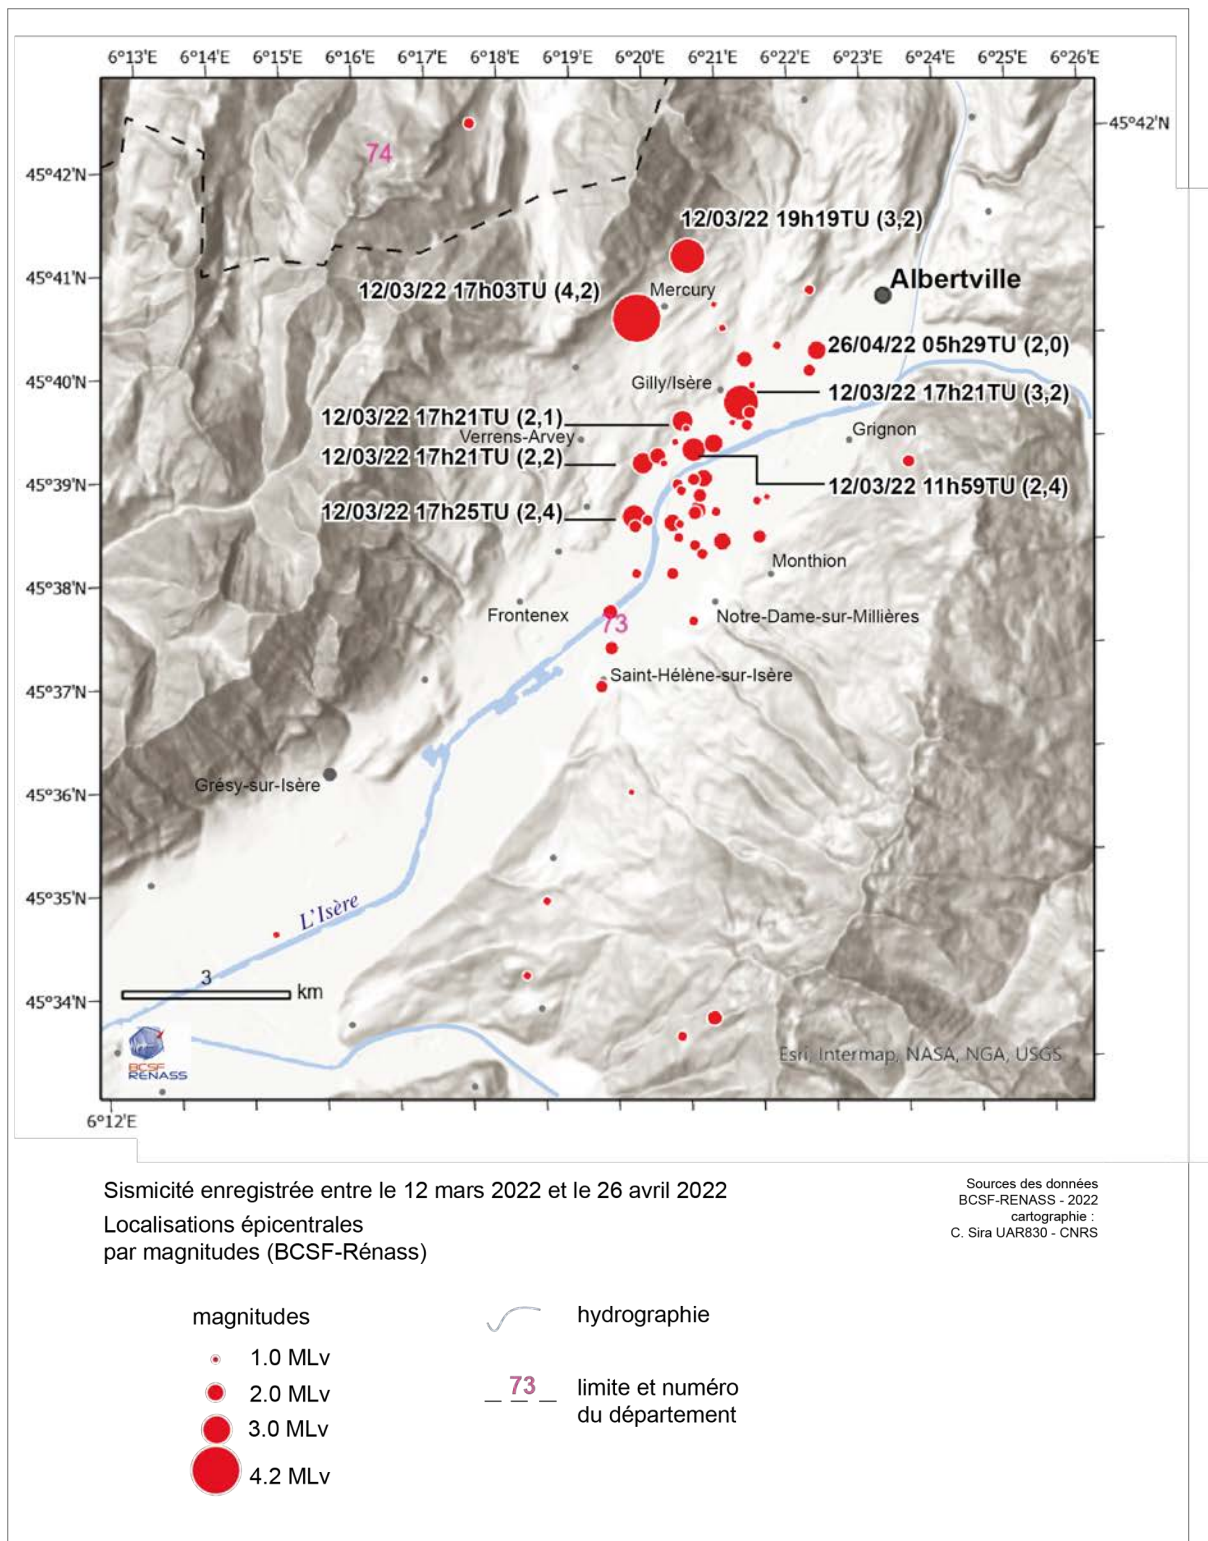 6°13'E 6°14'E 6°15'E 6°16'E 6°17'E 6°18'E 6°19'E 6°20'E 6°21'E 6°22'E 6°23'E 6°24'E 6°25'E 6°26'E
45°42'N
74
45°42'N
12/03/22 19h19TU (3,2)
45°41'N
Albertville
12/03/22 17h03TU (4,2)
Mercury
26/04/22 05h29TU (2,0)
45°40'N
Gilly/Isère
12/03/22 17h21TU (3,2)
12/03/22 17h21TU (2,1)
Grignon
Verrens-Arvey
12/03/22 17h21TU (2,2)
45°39'N
12/03/22 11h59TU (2,4)
12/03/22 17h25TU (2,4)
Monthion
45°38'N
Frontenex
73
Notre-Dame-sur-Millières
Saint-Hélène-sur-Isère
45°37'N
Grésy-sur-Isère
45°36'N
45°35'N
L'Isère
3
km
45°34'N
Esri, Intermap, NASA, NGA, USGS
BCSF
RENASS
6°12'E
Sismicité enregistrée entre le 12 mars 2022 et le 26 avril 2022
Localisations épicentrales
par magnitudes (BCSF-Rénass)
Sources des données
BCSF-RENASS - 2022
cartographie :
C. Sira UAR830 - CNRS
magnitudes
1.0 MLv
2.0 MLv
3.0 MLv
4.2 MLv
hydrographie
73
limite et numéro
du département